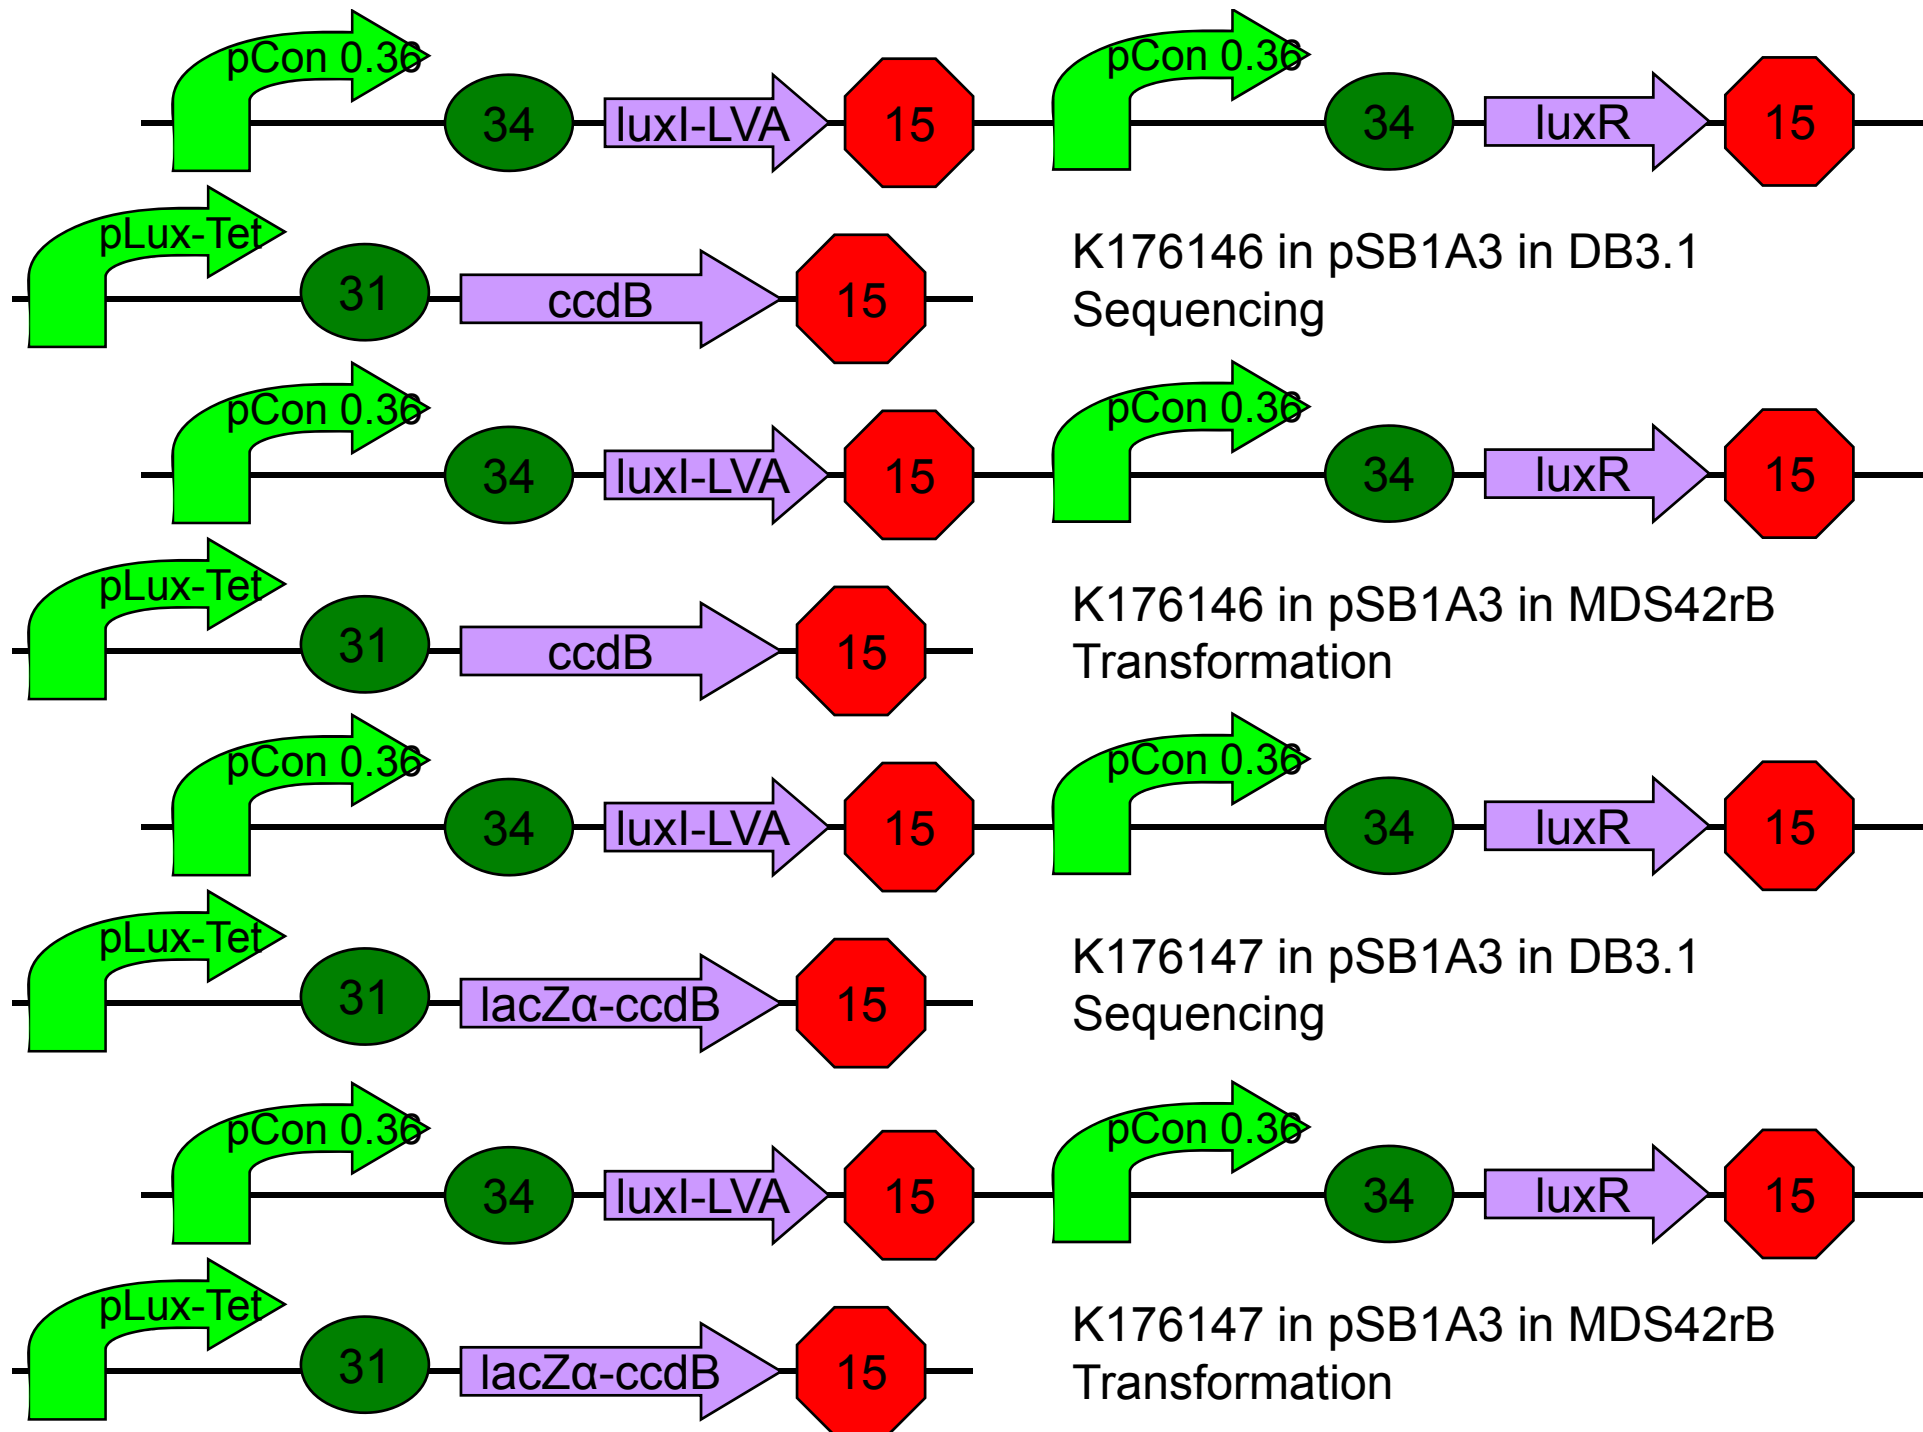 pCon 0.36 34 luxI-LVA 15 pCon 0.36 34 luxR 15
pLux-Tet 31 ccdB 15
K176146 in pSB1A3 in DB3.1
Sequencing
pCon 0.36 34 luxI-LVA 15 pCon 0.36 34 luxR 15
pLux-Tet 31 ccdB 15
K176146 in pSB1A3 in MDS42rB
Transformation
pCon 0.36 34 luxI-LVA 15 pCon 0.36 34 luxR 15
pLux-Tet 31 lacZα-ccdB 15
K176147 in pSB1A3 in DB3.1
Sequencing
pCon 0.36 34 luxI-LVA 15 pCon 0.36 34 luxR 15
pLux-Tet 31 lacZα-ccdB 15
K176147 in pSB1A3 in MDS42rB
Transformation